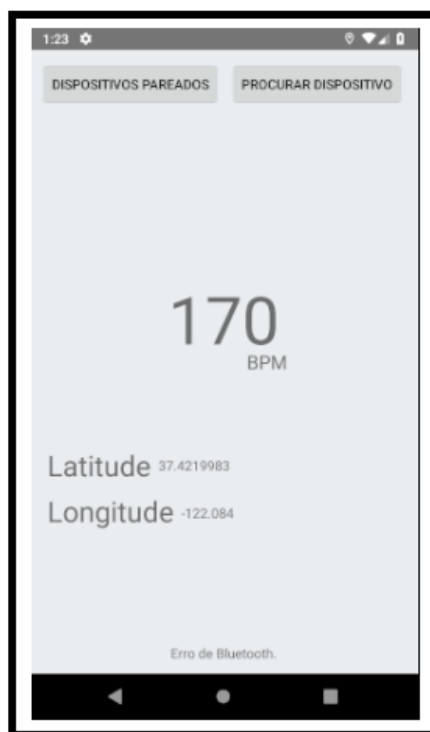 1:23
DISPOSITIVOS PAREADOS PROCURAR DISPOSITIVO
170
BPM
Latitude 37.4219983
Longitude -122.084
Erro de Bluetooth.